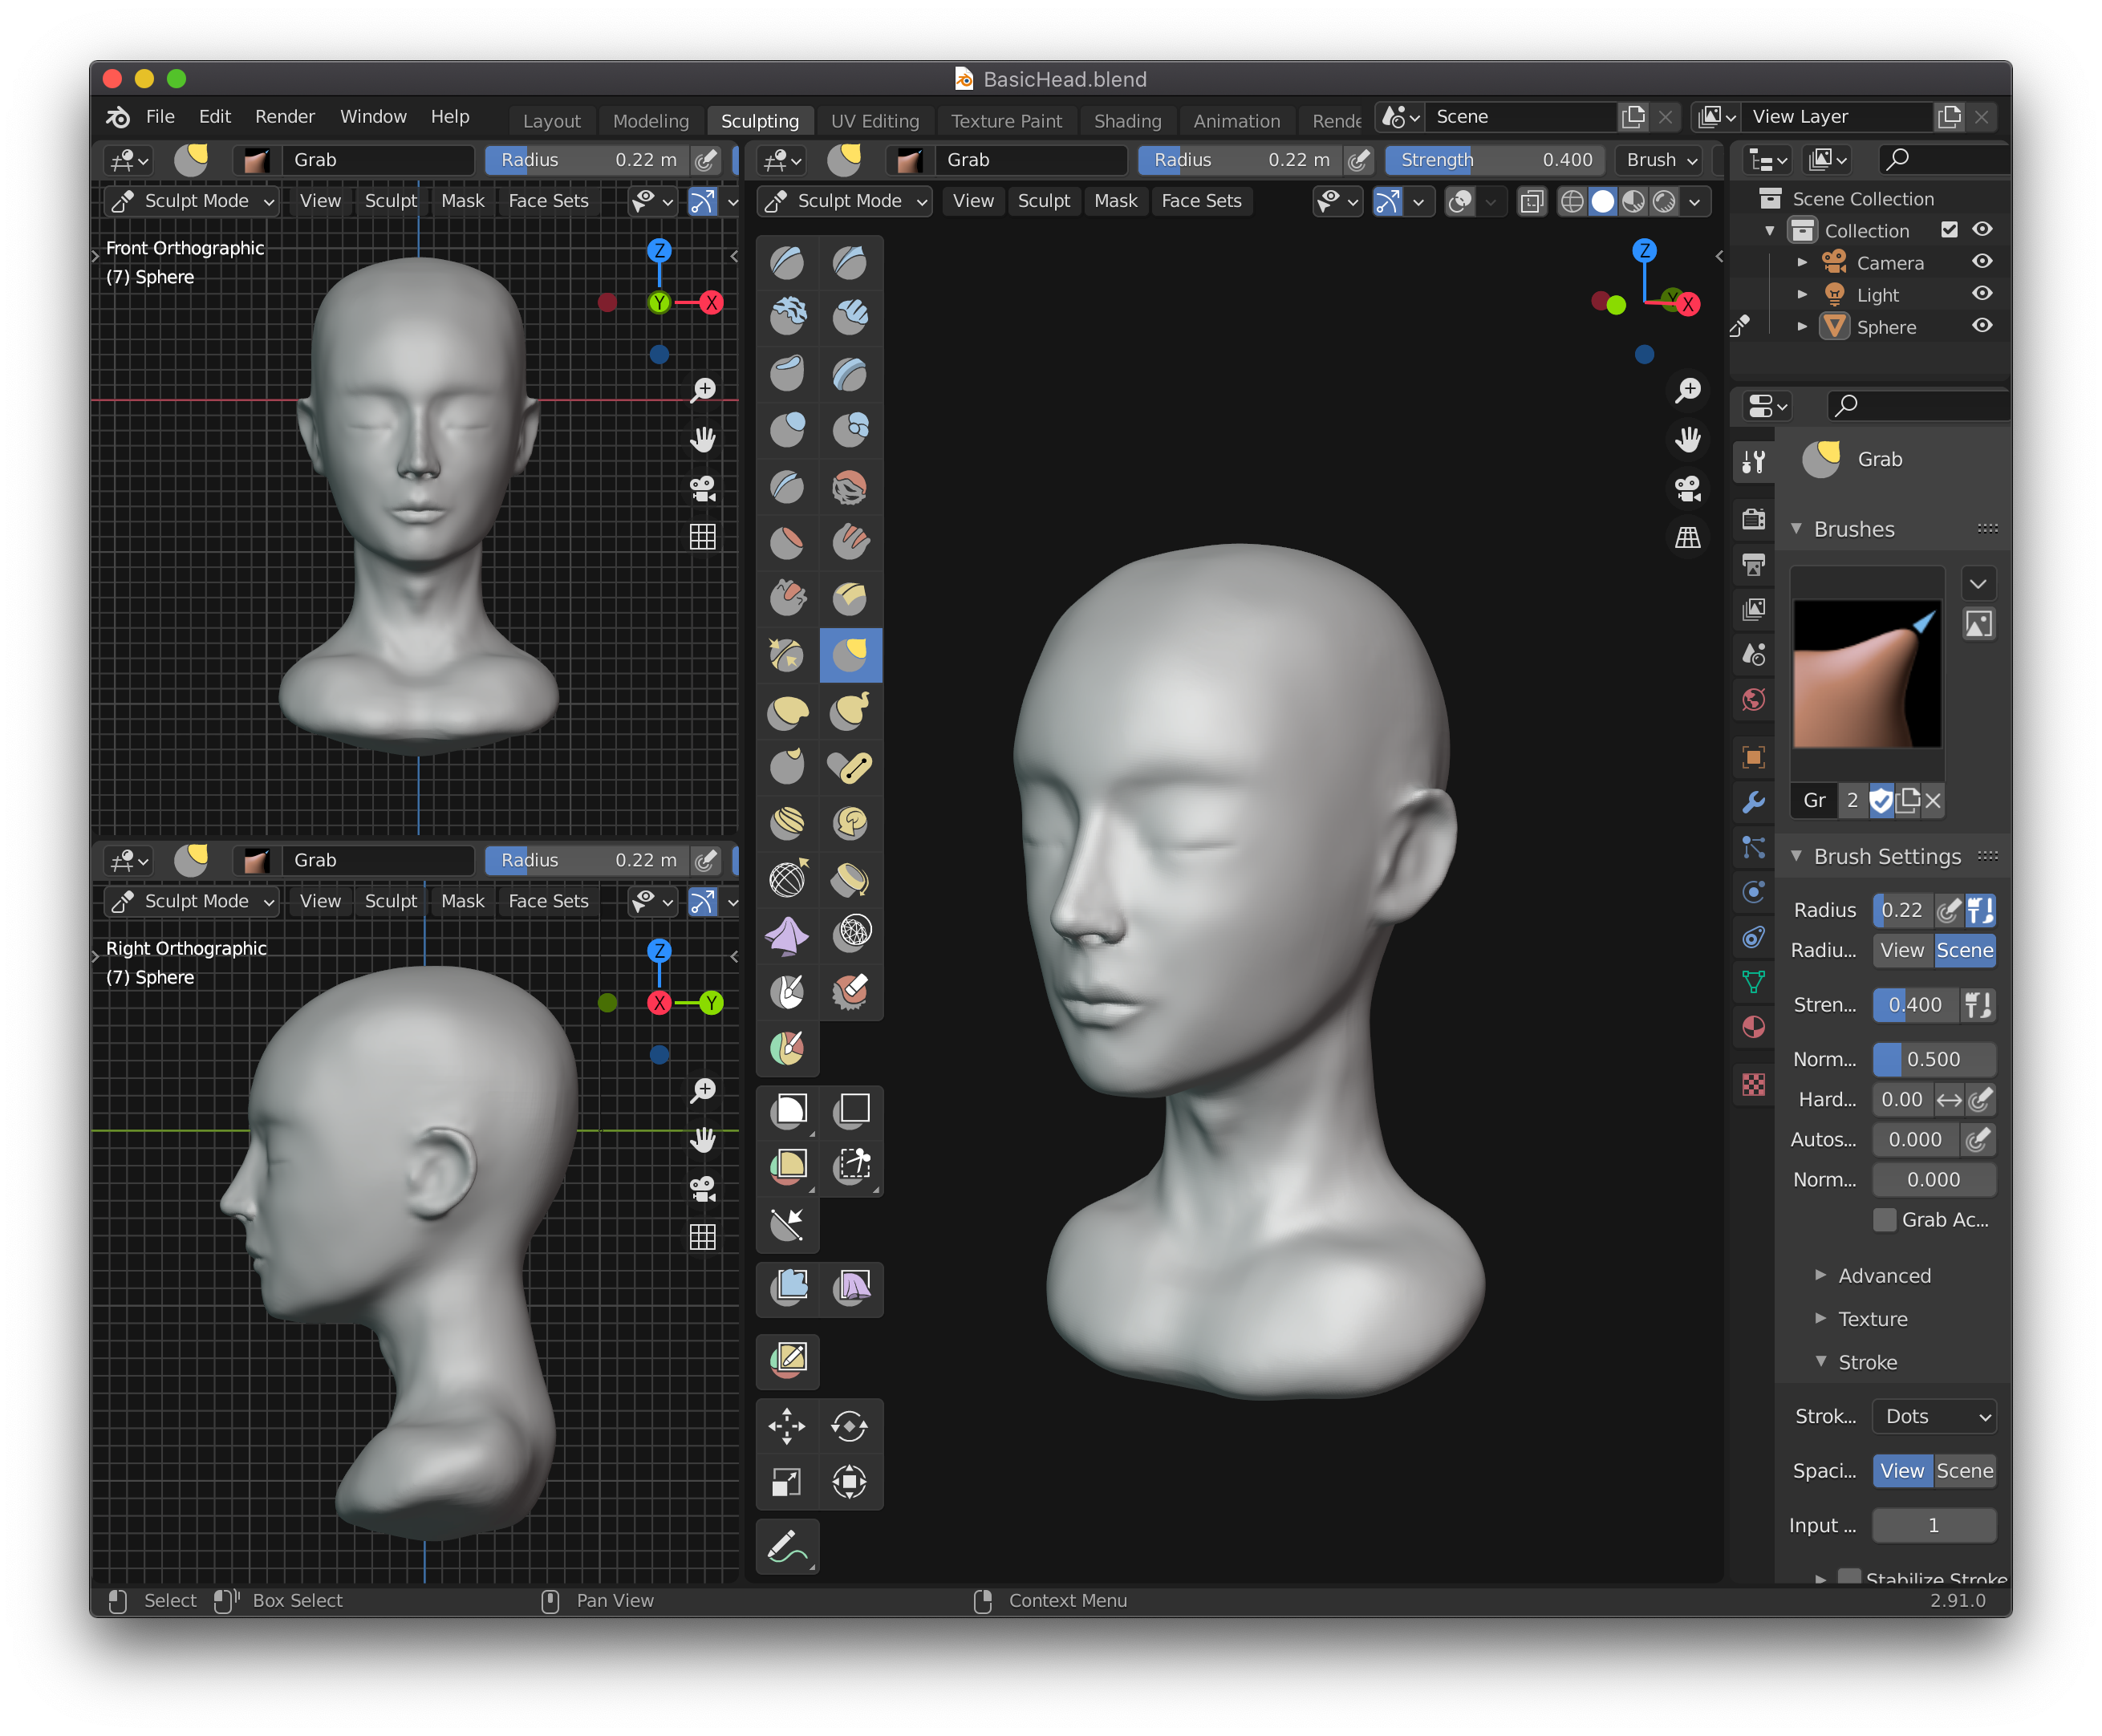 BasicHead.blend
File Edit Render Window Help Layout Modeling Sculpting UV Editing Texture Paint Shading Animation Rende Scene View Layer
Grab Radius 0.22 m
Sculpt Mode View Sculpt Mask Face Sets
Front Orthographic
(7) Sphere
Z
Y X
Grab Radius 0.22 m
Sculpt Mode View Sculpt Mask Face Sets
Right Orthographic
(7) Sphere
Z
X Y
Grab Radius 0.22 m Strength 0.400 Brush
Sculpt Mode View Sculpt Mask Face Sets
Z
Y X
Scene Collection
Collection
Camera
Light
Sphere
Grab
Brushes
Gr 2
Brush Settings
Radius 0.22
Radiu... View Scene
Stren... 0.400
Norm... 0.500
Hard... 0.00
Autos... 0.000
Norm... 0.000
Grab Ac...
Advanced
Texture
Stroke
Strok... Dots
Spaci... View Scene
Input ... 1
Stabilize Stroke
Select Box Select Pan View Context Menu 2.91.0